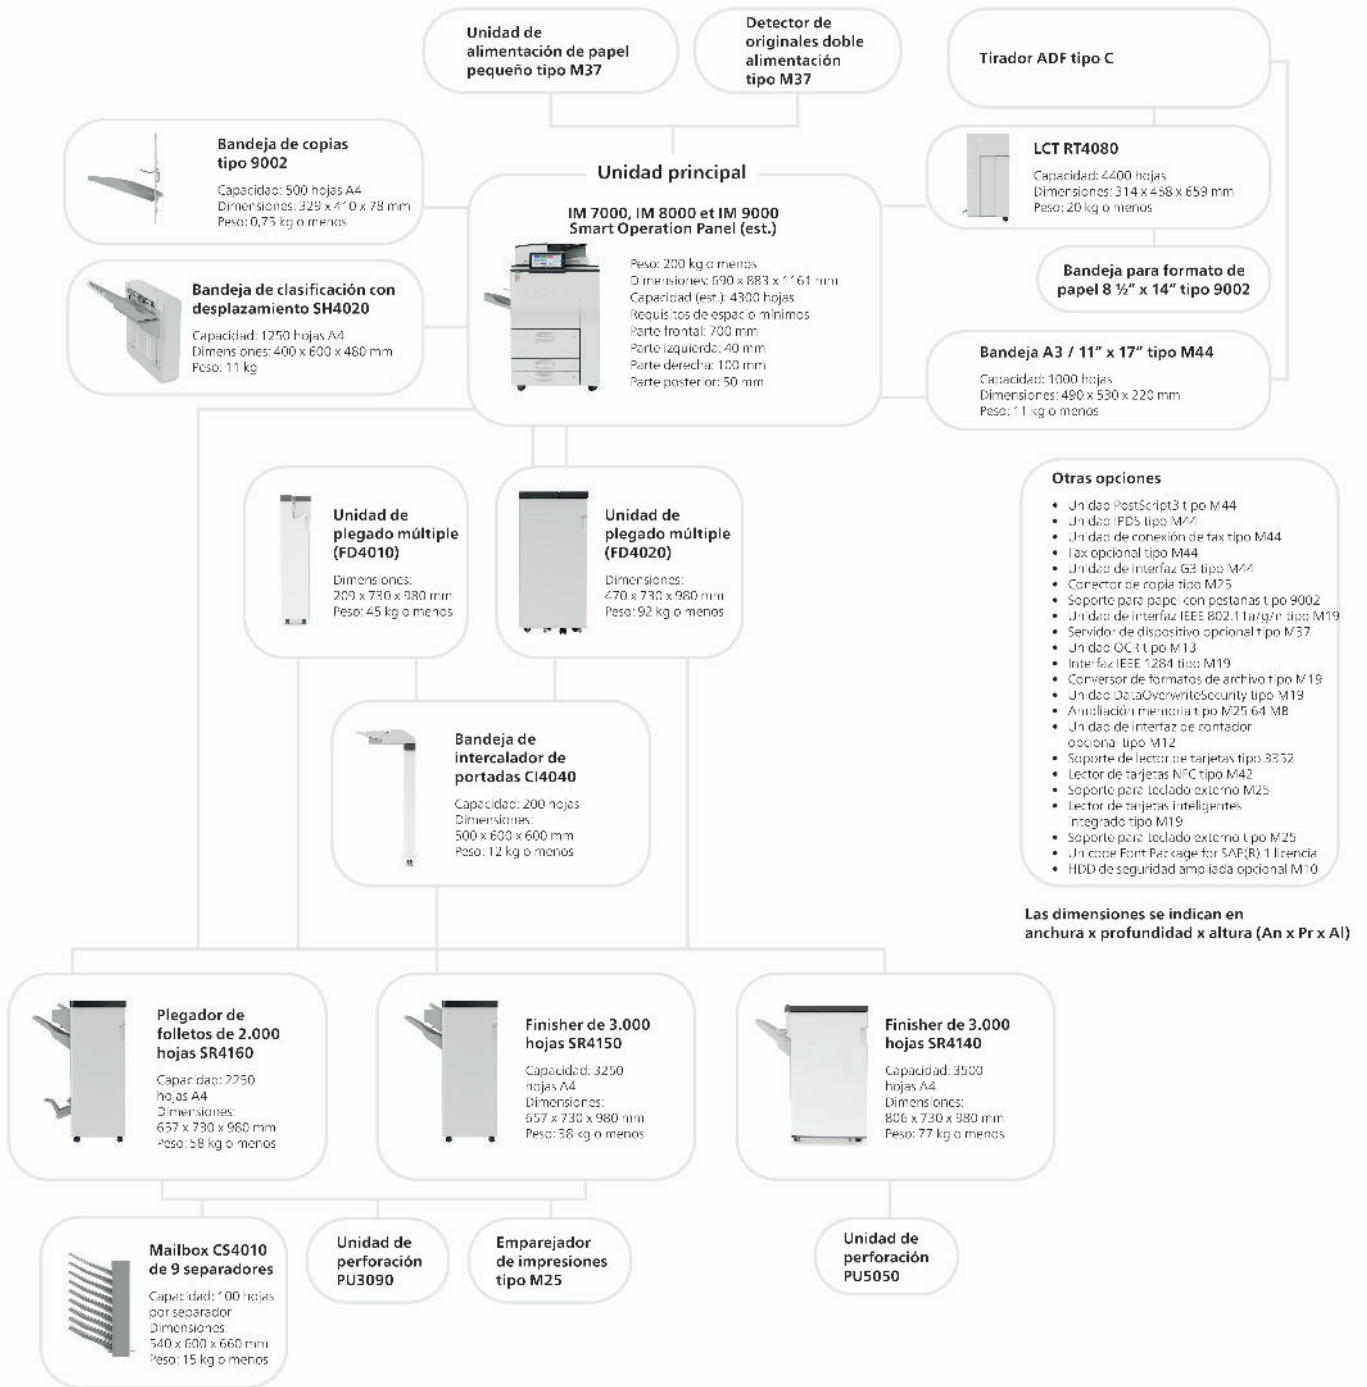 Unidad de
alimentación de papel
pequeño tipo M37
Detector de
originales doble
alimentación
tipo M37
Tirador ADF tipo C
Bandeja de copias
tipo 9002
Capacidad: 500 hojas A4
Dimensiones: 329 x 410 x 78 mm
Peso: 0,75 kg o menos
Unidad principal
IM 7000, IM 8000 et IM 9000
Smart Operation Panel (est.)
Peso: 200 kg o menos
Dimensiones: 690 x 883 x 1161 mm
Capacidad (est.): 4300 hojas
Requisitos de espacio mínimos
Parte frontal: 700 mm
Parte izquierda: 40 mm
Parte derecha: 100 mm
Parte posterior: 50 mm
LCT RT4080
Capacidad: 4400 hojas
Dimensiones: 314 x 458 x 659 mm
Peso: 20 kg o menos
Bandeja para formato de
papel 8 ½” x 14” tipo 9002
Bandeja de clasificación con
desplazamiento SH4020
Capacidad: 1250 hojas A4
Dimensiones: 400 x 600 x 480 mm
Peso: 11 kg
Bandeja A3 / 11” x 17” tipo M44
Capacidad: 1000 hojas
Dimensiones: 490 x 530 x 220 mm
Peso: 11 kg o menos
Unidad de
plegado múltiple
(FD4010)
Dimensiones:
209 x 730 x 980 mm
Peso: 45 kg o menos
Unidad de
plegado múltiple
(FD4020)
Dimensiones:
470 x 730 x 980 mm
Peso: 92 kg o menos
Otras opciones
• Unidad PostScript3 tipo M44
• Unidad IPDS tipo M44
• Unidad de conexión de fax tipo M44
• Fax opcional tipo M44
• Unidad de interfaz G3 tipo M44
• Conector de copia tipo M25
• Soporte para papel con pestañas tipo 9002
• Unidad de interfaz IEEE 802.11a/g/n tipo M19
• Servidor de dispositivo opcional tipo M37
• Unidad OCR tipo M13
• Interfaz IEEE 1284 tipo M19
• Conversor de formatos de archivo tipo M19
• Unidad DataOverwriteSecurity tipo M19
• Ampliación memoria tipo M25 64 MB
• Unidad de interfaz de contador
opcional tipo M12
• Soporte de lector de tarjetas tipo 3352
• Lector de tarjetas NFC tipo M42
• Soporte para teclado externo M25
• Lector de tarjetas inteligentes
integrado tipo M19
• Soporte para teclado externo tipo M25
• Unicode Font Package for SAP(R) 1 licencia
• HDD de seguridad ampliada opcional M10
Las dimensiones se indican en
anchura x profundidad x altura (An x Pr x Al)
Bandeja de
intercalador de
portadas CI4040
Capacidad: 200 hojas
Dimensiones:
500 x 600 x 600 mm
Peso: 12 kg o menos
Plegador de
folletos de 2.000
hojas SR4160
Capacidad: 2250
hojas A4
Dimensiones:
657 x 730 x 980 mm
Peso: 58 kg o menos
Finisher de 3.000
hojas SR4150
Capacidad: 3250
hojas A4
Dimensiones:
657 x 730 x 980 mm
Peso: 38 kg o menos
Finisher de 3.000
hojas SR4140
Capacidad: 3500
hojas A4
Dimensiones:
806 x 730 x 980 mm
Peso: 77 kg o menos
Mailbox CS4010
de 9 separadores
Capacidad: 100 hojas
por separador
Dimensiones:
540 x 600 x 660 mm
Peso: 15 kg o menos
Unidad de
perforación
PU3090
Emparejador
de impresiones
tipo M25
Unidad de
perforación
PU5050